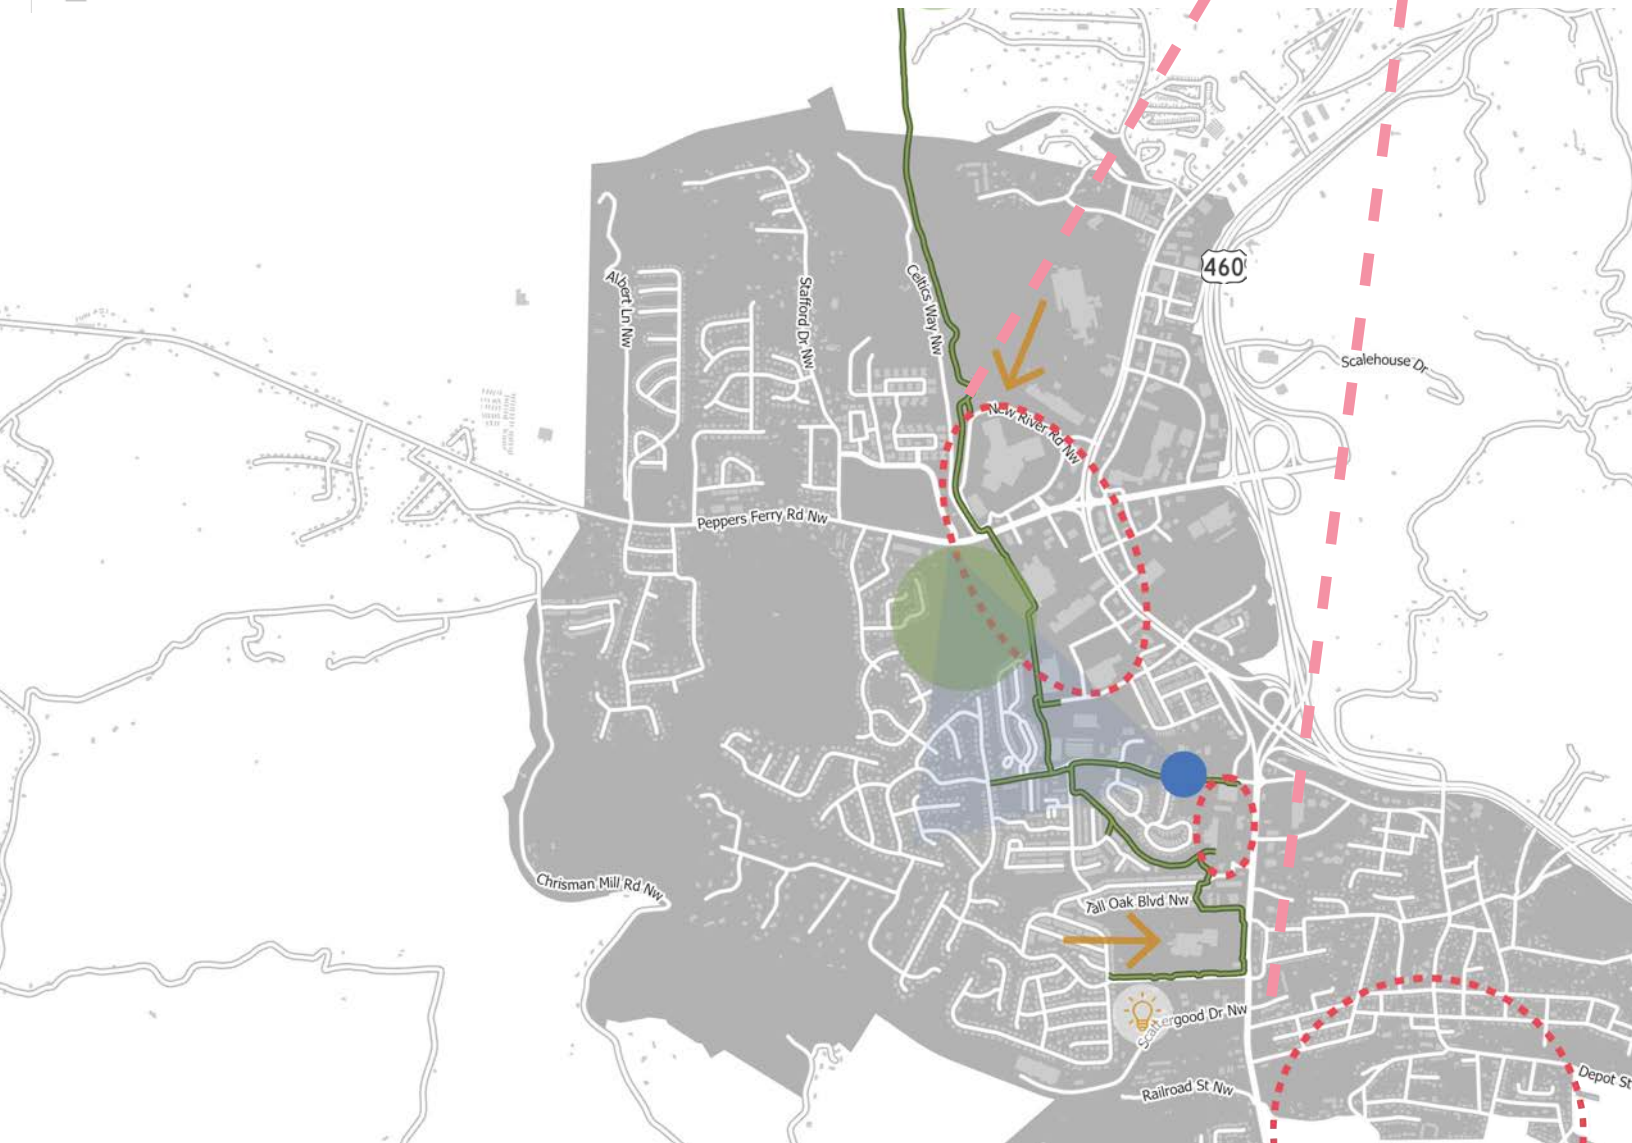 460
Albert Ln Nw
Stafford Dr NW
Celtics Way NW
Scalehouse Dr
New River Rd NW
Peppers Ferry Rd Nw
Chrisman Mill Rd Nw
Tall Oak Blvd Nw
Scattergood Dr Nw
Depot St
Railroad St Nw